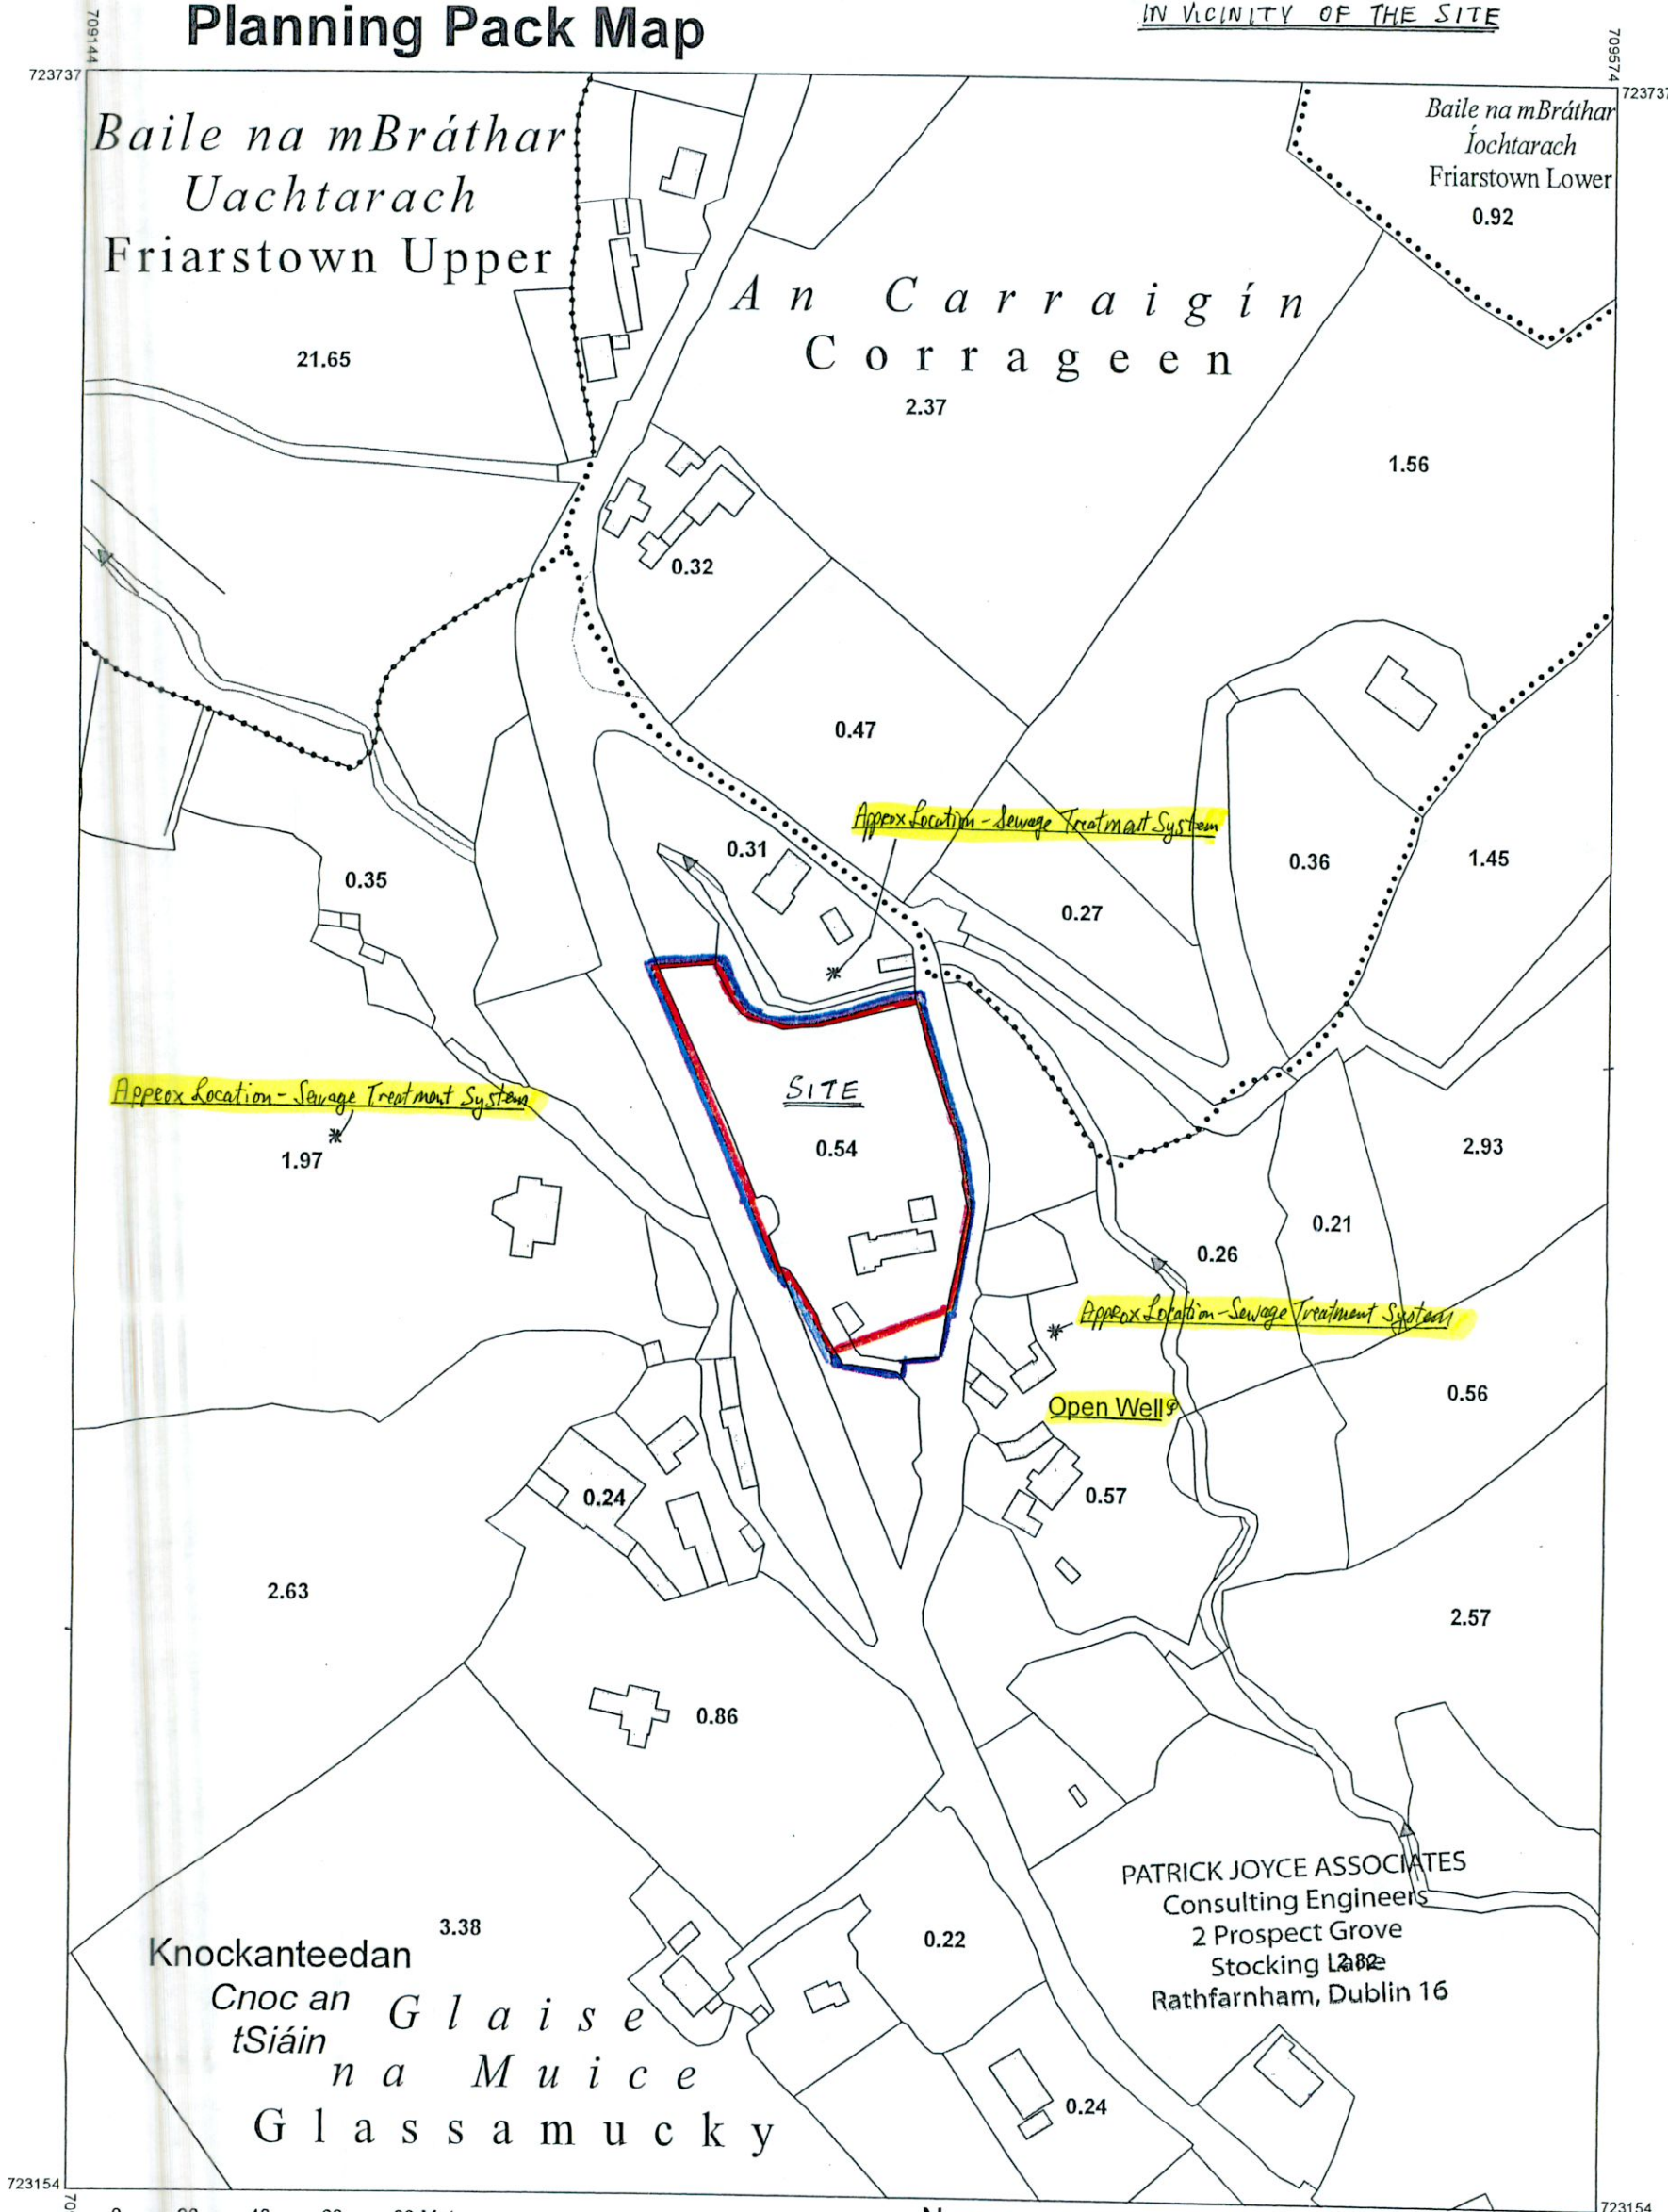 Planning Pack Map
IN VICINITY OF THE SITE
709144
709574
723737
723737
Baile na mBráthar
Uachtarach
Friarstown Upper
21.65
Baile na mBráthar
Íochtarach
Friarstown Lower
0.92
An Carraigín
Corrageen
2.37
1.56
0.32
0.47
Approx Location - Sewage Treatment System
0.31
0.35
0.27
0.36
1.45
Approx Location - Sewage Treatment System
1.97
SITE
0.54
2.93
0.21
0.26
Approx Location - Sewage Treatment System
Open Well
0.56
0.57
0.24
2.63
2.57
0.86
PATRICK JOYCE ASSOCIATES
Consulting Engineers
2 Prospect Grove
Stocking Lane
2.82
Rathfarnham, Dublin 16
3.38
0.22
Knockanteedan
Cnoc an
tSiáin
Glaise
na Muice
Glassamucky
0.24
723154
723154